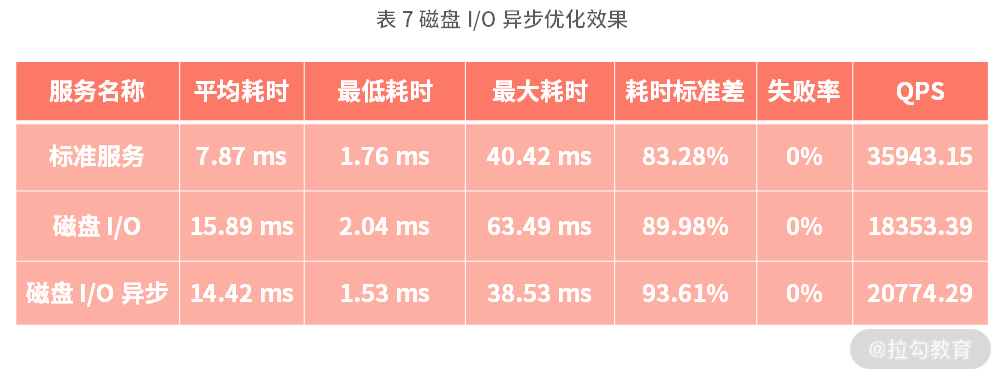 表 7 磁盘 I/O 异步优化效果
服务名称 平均耗时 最低耗时 最大耗时 耗时标准差 失败率 QPS
标准服务 7.87 ms 1.76 ms 40.42 ms 83.28% 0% 35943.15
磁盘 I/O 15.89 ms 2.04 ms 63.49 ms 89.98% 0% 18353.39
磁盘 I/O 异步 14.42 ms 1.53 ms 38.53 ms 93.61% 0% 20774.29
@拉勾教育